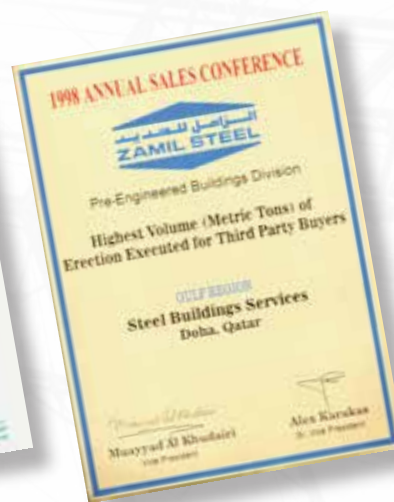 1998 ANNUAL SALES CONFERENCE
الزامل للحديد
ZAMIL STEEL
Pre-Engineered Buildings Division
Highest Volume (Metric Tons) of
Erection Executed for Third Party Buyers
GULF REGION
Steel Buildings Services
Doha, Qatar
Muayyad Al Khudairi
Vice President
Alex Karakas
Sr. Vice President